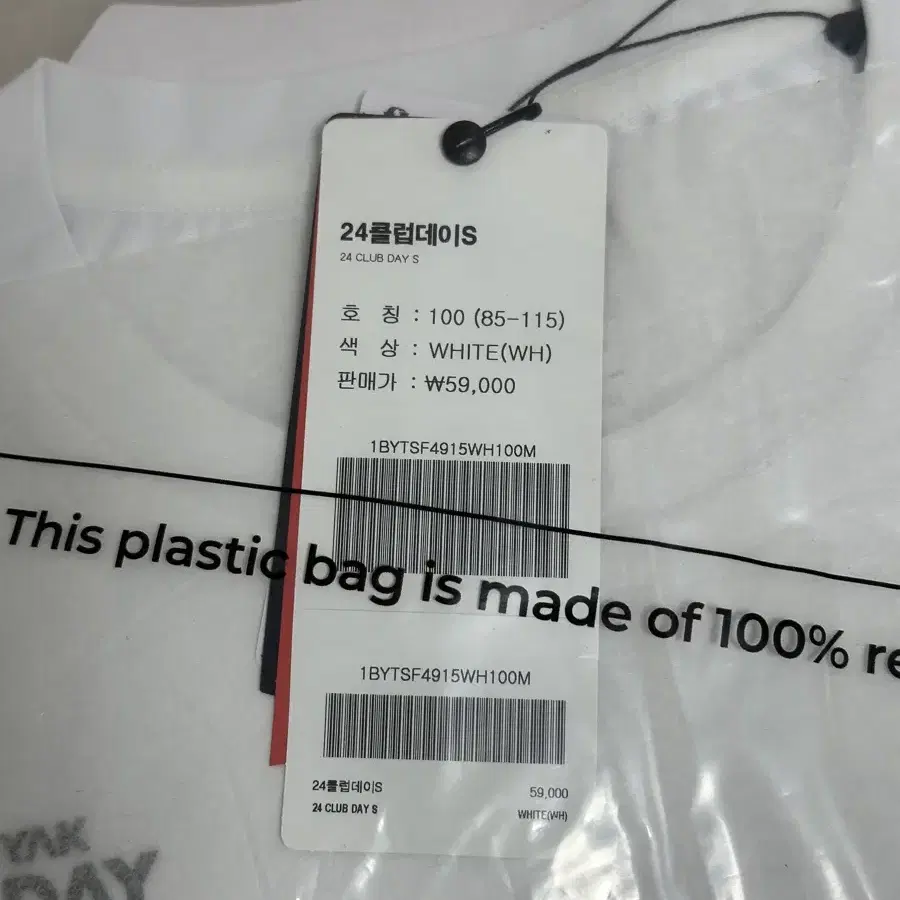 24클럽데이S
24 CLUB DAY S
호 칭 : 100 (85-115)
색 상 : WHITE(WH)
판매가 : ₩59,000
1BYTSF4915WH100M
This plastic bag is made of 100% re
1BYTSF4915WH100M
24클럽데이S 59,000
24 CLUB DAY S WHITE(WH)
YAK
DAY